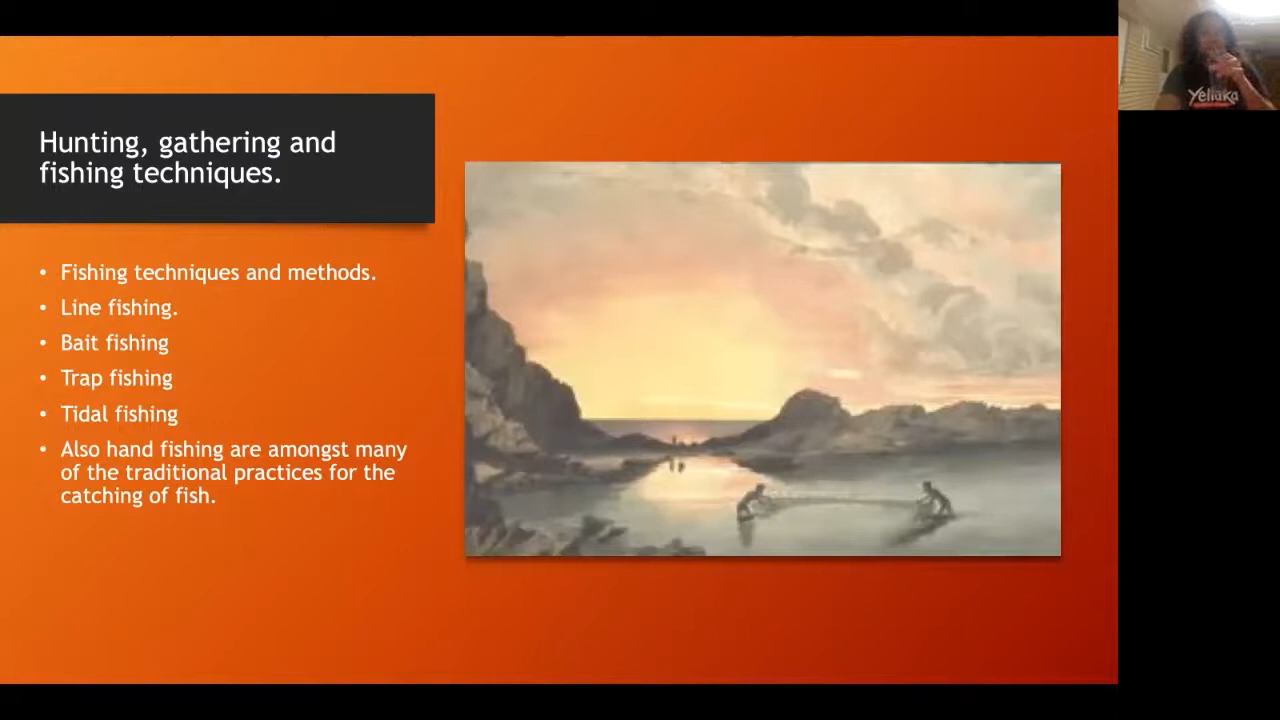 Hunting, gathering and
fishing techniques.
• Fishing techniques and methods.
• Line fishing.
• Bait fishing
• Trap fishing
• Tidal fishing
• Also hand fishing are amongst many
of the traditional practices for the
catching of fish.